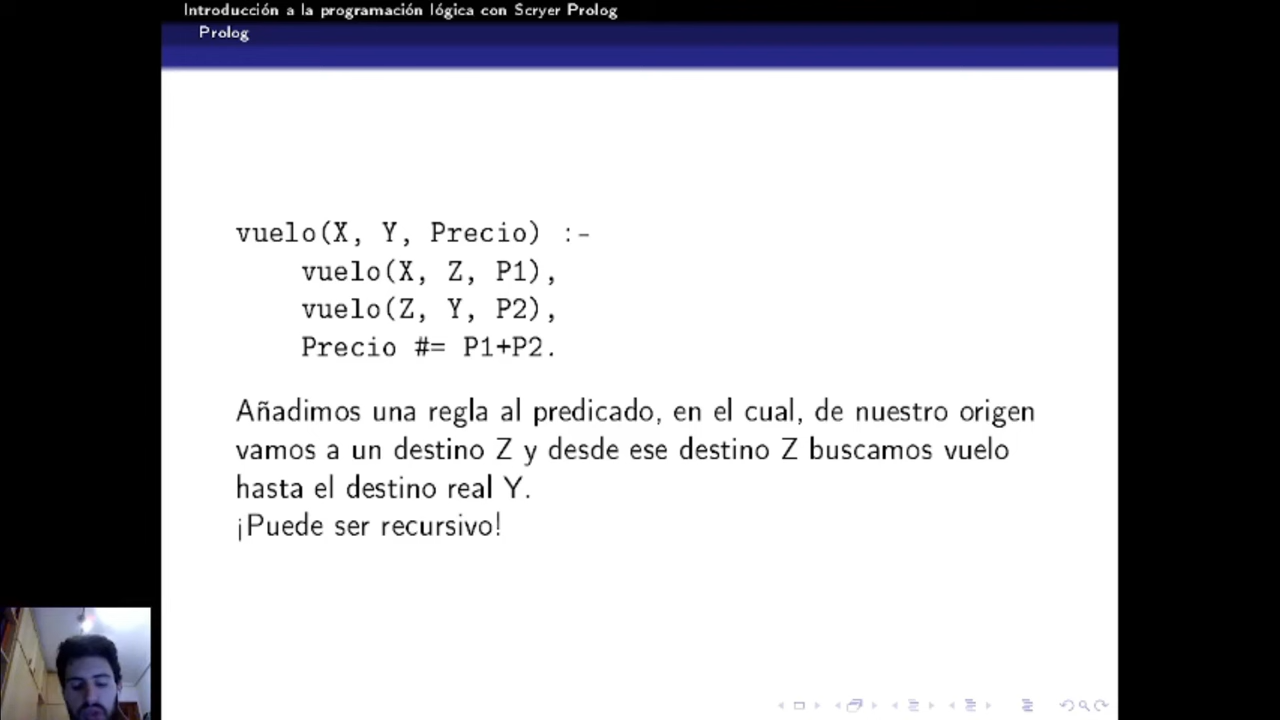 Introducción a la programación lógica con Scryer Prolog
Prolog
vuelo(X, Y, Precio) :-
vuelo(X, Z, P1),
vuelo(Z, Y, P2),
Precio #= P1+P2.
Añadimos una regla al predicado, en el cual, de nuestro origen
vamos a un destino Z y desde ese destino Z buscamos vuelo
hasta el destino real Y.
¡Puede ser recursivo!